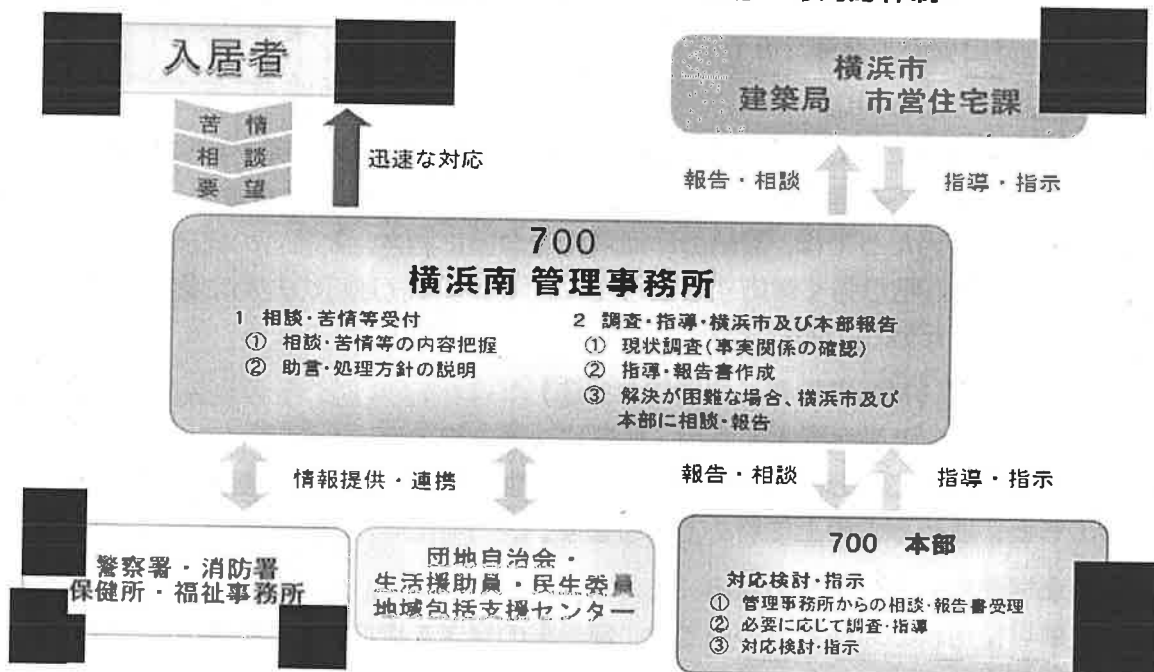 入居者
横浜市
建築局 市営住宅課
苦情
相談
要望
迅速な対応
報告・相談
指導・指示
700
横浜南 管理事務所
1 相談・苦情等受付
① 相談・苦情等の内容把握
② 助言・処理方針の説明
2 調査・指導・横浜市及び本部報告
① 現状調査(事実関係の確認)
② 指導・報告書作成
③ 解決が困難な場合、横浜市及び
本部に相談・報告
情報提供・連携
報告・相談
指導・指示
警察署・消防署
保健所・福祉事務所
団地自治会・
生活援助員・民生委員
地域包括支援センター
700 本部
対応検討・指示
① 管理事務所からの相談・報告書受理
② 必要に応じて調査・指導
③ 対応検討・指示